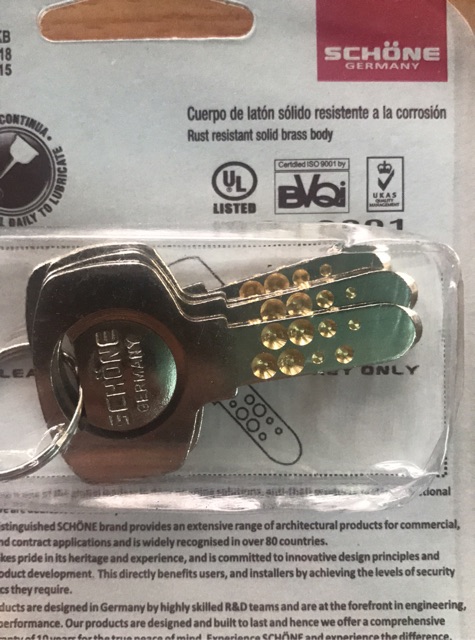 KB
18
15
SCHÖNE
GERMANY
Cuerpo de latón sólido resistente a la corrosión
Rust resistant solid brass body
CONTINUA
DAILY TO LUBRICATE
UL
LISTED
Certified ISO 9001 by
BVQi
UKAS
QUALITY
MANAGEMENT
SCHÖNE
GERMANY
ONLY
solutions,
distinguished SCHÖNE brand provides an extensive range of architectural products for commercial,
and contract applications and is widely recognised in over 80 countries.
kes pride in its heritage and experience, and is committed to innovative design principles and
oduct development. This directly benefits users, and installers by achieving the levels of security
cs they require.
ducts are designed in Germany by highly skilled R&D teams and are at the forefront in engineering,
performance. Our products are designed and built to last and hence we offer a comprehensive
of 10 years for the true peace of mind. Experience SCHÖNE and experience the difference.